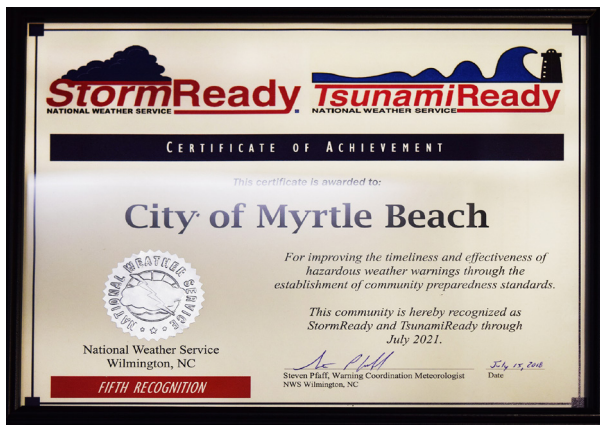 StormReady
NATIONAL WEATHER SERVICE
TsunamiReady
NATIONAL WEATHER SERVICE
CERTIFICATE OF ACHIEVEMENT
This certificate is awarded to:
City of Myrtle Beach
For improving the timeliness and effectiveness of
hazardous weather warnings through the
establishment of community preparedness standards.
This community is hereby recognized as
StormReady and TsunamiReady through
July 2021.
NATIONAL WEATHER SERVICE
National Weather Service
Wilmington, NC
FIFTH RECOGNITION
Steven Pfaff, Warning Coordination Meteorologist
NWS Wilmington, NC
Date